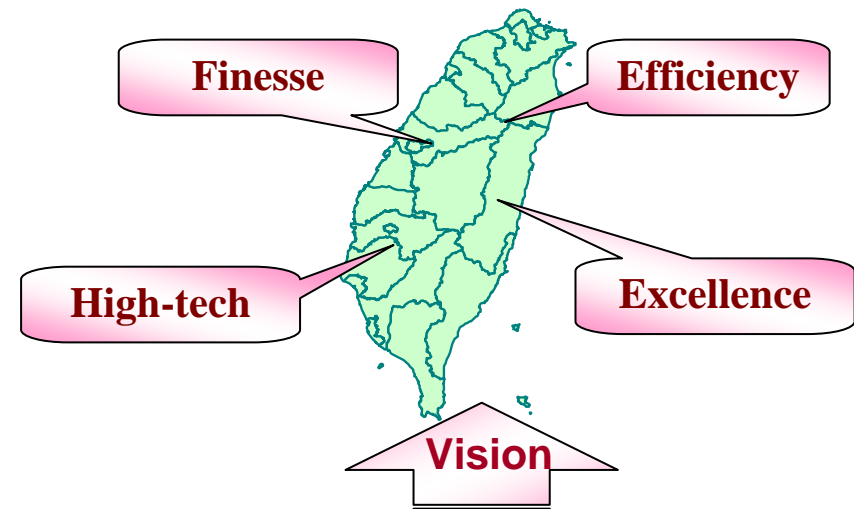 Finesse
Efficiency
High-tech
Excellence
Vision